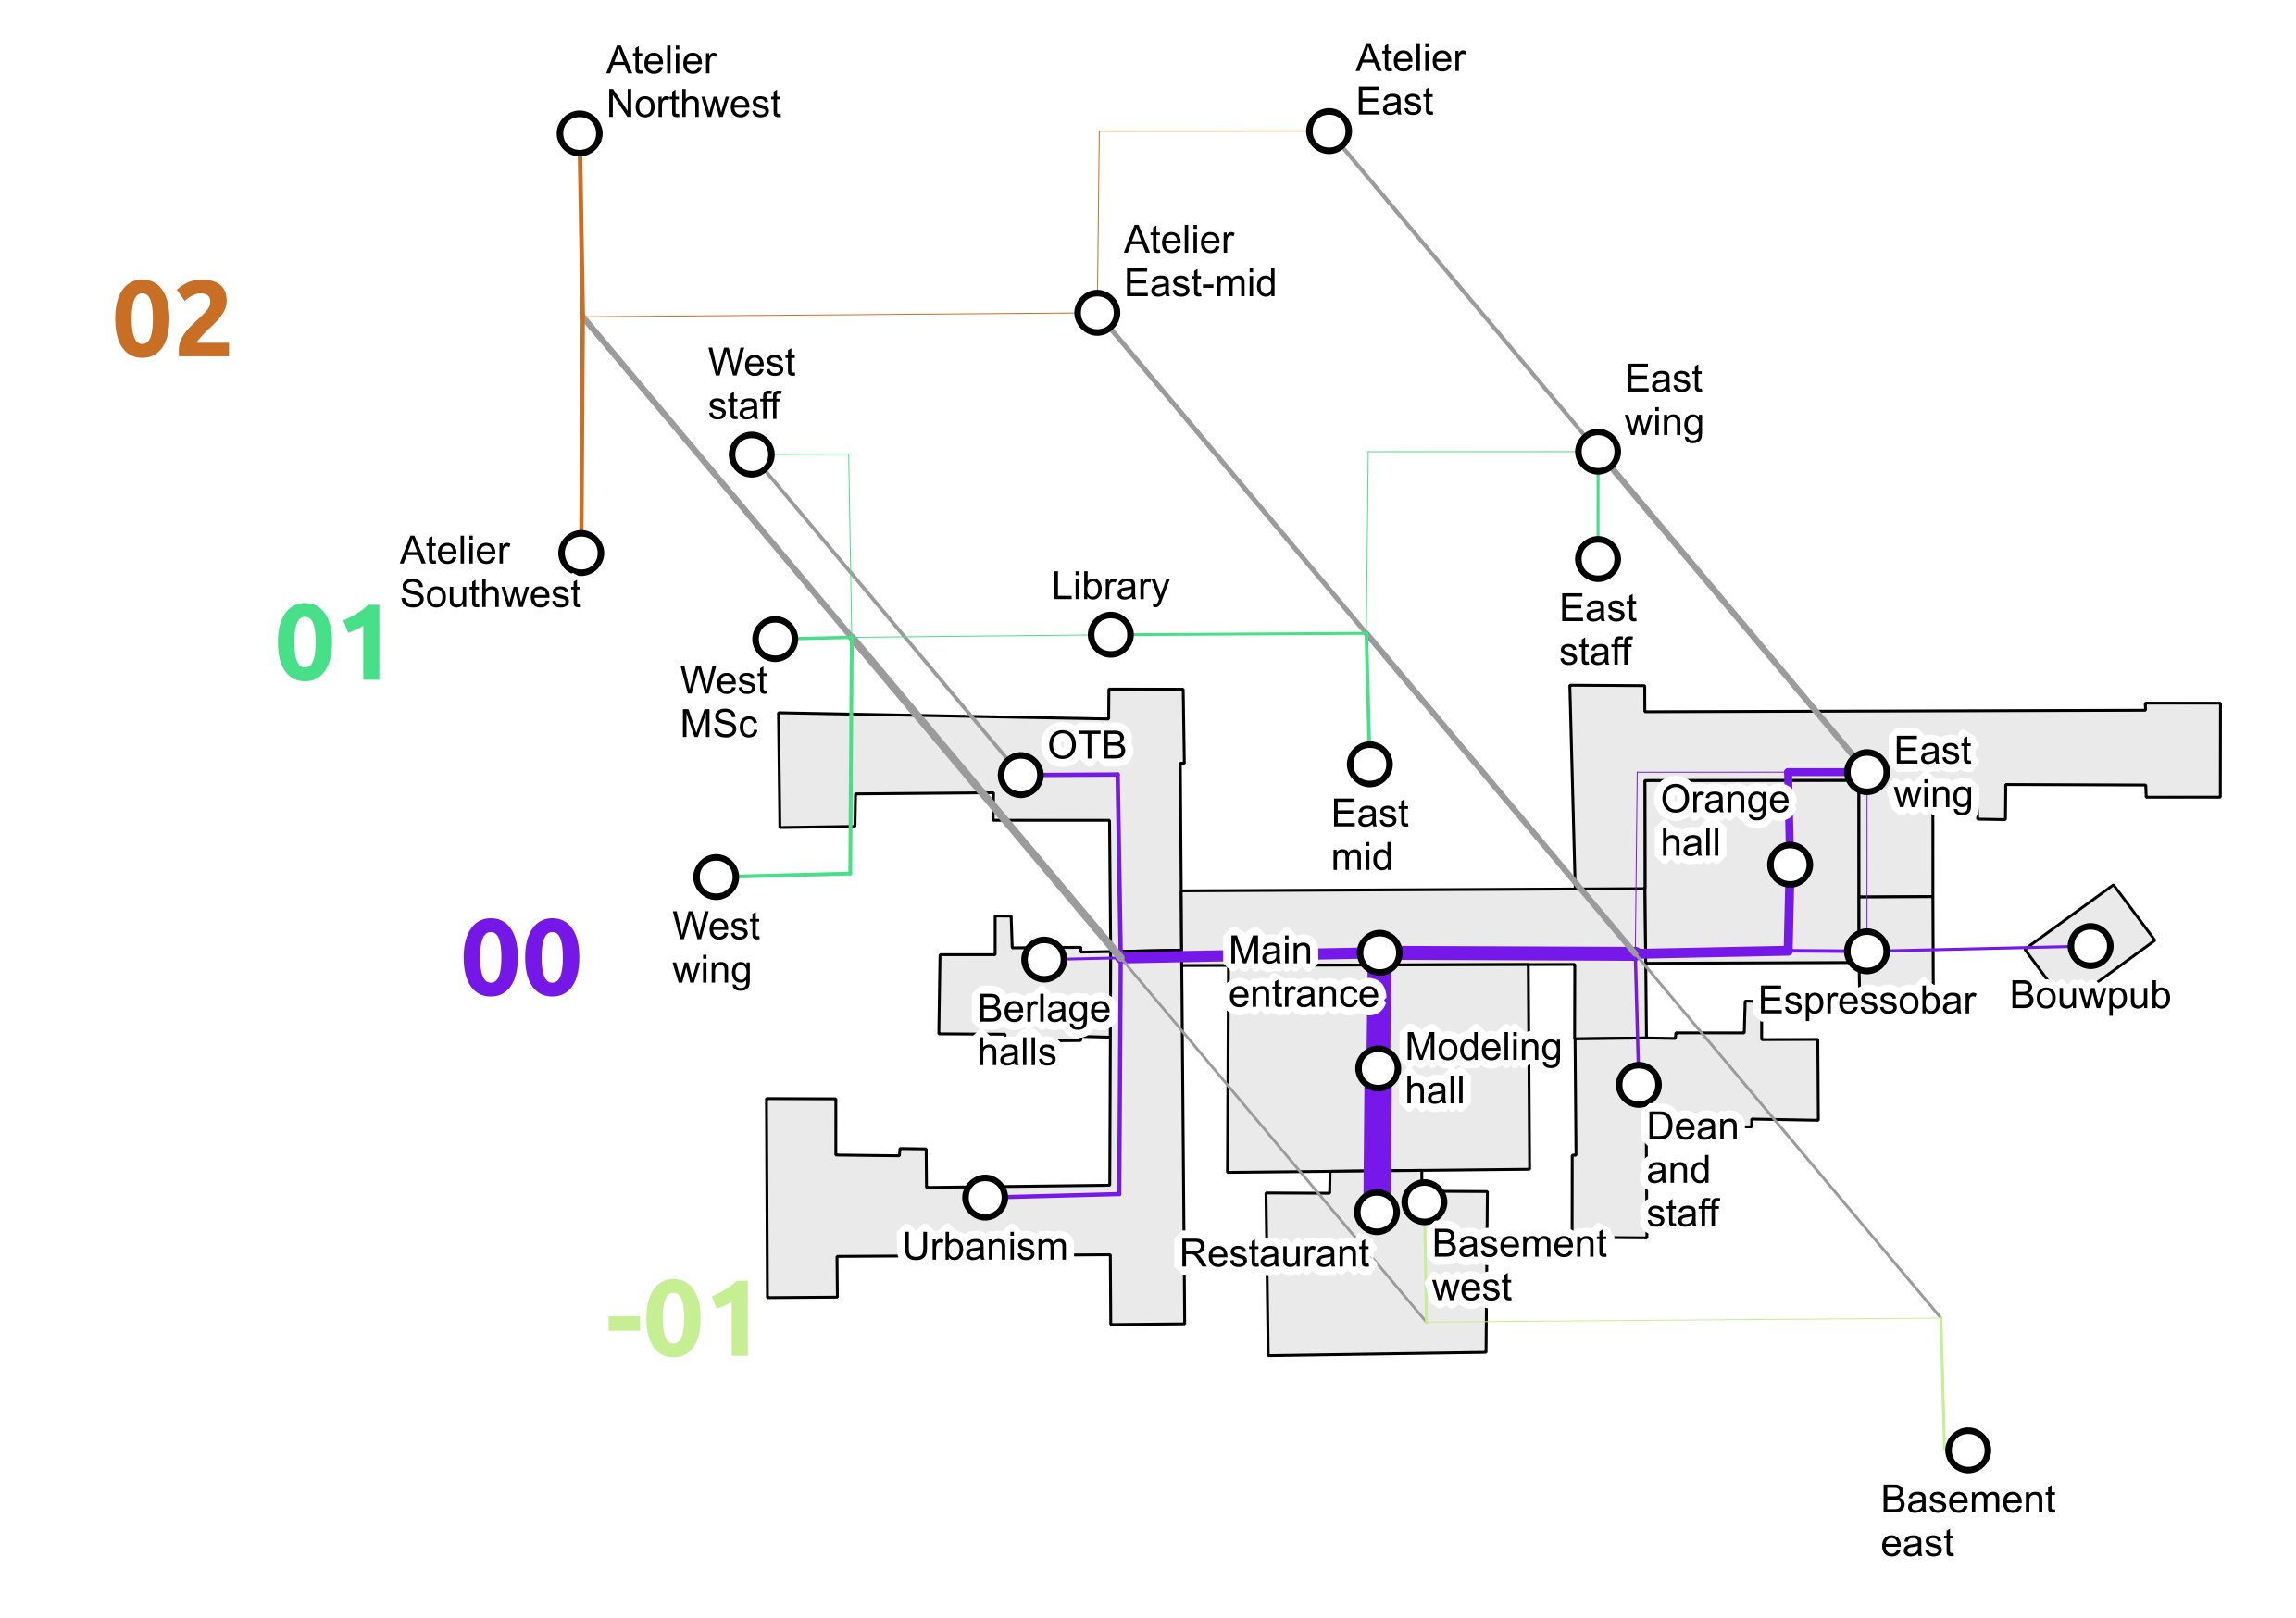 Atelier
Northwest
Atelier
East
Atelier
East-mid
02
West
staff
East
wing
Atelier
Southwest
Library
01
East
staff
West
MSc
OTB
East
wing
Orange
hall
East
mid
West
wing
00
Main
entrance
Berlage
halls
Espressobar
Bouwpub
Modeling
hall
Dean
and
staff
Urbanism
Restaurant
Basement
west
-01
Basement
east